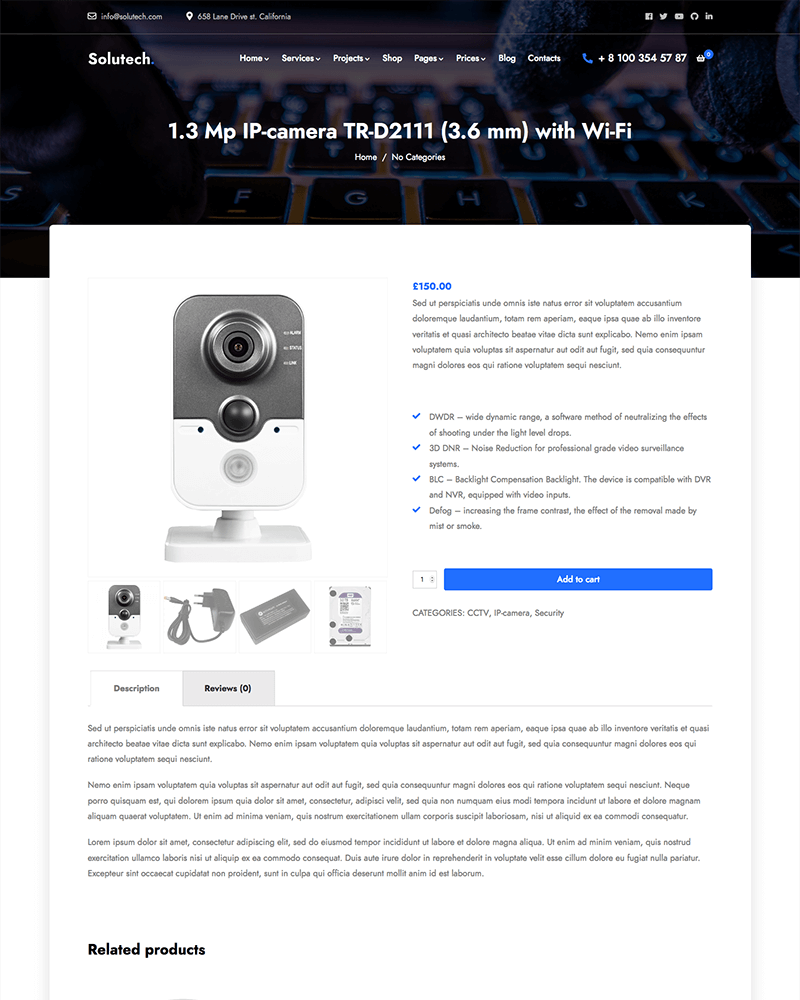 info@solutech.com 658 Lane Drive st. California
Solutech. Home Services Projects Shop Pages Prices Blog Contacts + 8 100 354 57 87 0
1.3 Mp IP-camera TR-D2111 (3.6 mm) with Wi-Fi
Home / No Categories
F G H J
£150.00
Sed ut perspiciatis unde omnis iste natus error sit voluptatem accusantium
doloremque laudantium, totam rem aperiam, eaque ipsa quae ab illo inventore
veritatis et quasi architecto beatae vitae dicta sunt explicabo. Nemo enim ipsam
voluptatem quia voluptas sit aspernatur aut odit aut fugit, sed quia consequuntur
magni dolores eos qui ratione voluptatem sequi nesciunt.
ALARM
STATUS
LINK
DWDR – wide dynamic range, a software method of neutralizing the effects
of shooting under the light level drops.
3D DNR – Noise Reduction for professional grade video surveillance
systems.
BLC – Backlight Compensation Backlight. The device is compatible with DVR
and NVR, equipped with video inputs.
Defog – increasing the frame contrast, the effect of the removal made by
mist or smoke.
1 Add to cart
CATEGORIES: CCTV, IP-camera, Security
Description Reviews (0)
Sed ut perspiciatis unde omnis iste natus error sit voluptatem accusantium doloremque laudantium, totam rem aperiam, eaque ipsa quae ab illo inventore veritatis et quasi
architecto beatae vitae dicta sunt explicabo. Nemo enim ipsam voluptatem quia voluptas sit aspernatur aut odit aut fugit, sed quia consequuntur magni dolores eos qui
ratione voluptatem sequi nesciunt.
Nemo enim ipsam voluptatem quia voluptas sit aspernatur aut odit aut fugit, sed quia consequuntur magni dolores eos qui ratione voluptatem sequi nesciunt. Neque
porro quisquam est, qui dolorem ipsum quia dolor sit amet, consectetur, adipisci velit, sed quia non numquam eius modi tempora incidunt ut labore et dolore magnam
aliquam quaerat voluptatem. Ut enim ad minima veniam, quis nostrum exercitationem ullam corporis suscipit laboriosam, nisi ut aliquid ex ea commodi consequatur.
Lorem ipsum dolor sit amet, consectetur adipiscing elit, sed do eiusmod tempor incididunt ut labore et dolore magna aliqua. Ut enim ad minim veniam, quis nostrud
exercitation ullamco laboris nisi ut aliquip ex ea commodo consequat. Duis aute irure dolor in reprehenderit in voluptate velit esse cillum dolore eu fugiat nulla pariatur.
Excepteur sint occaecat cupidatat non proident, sunt in culpa qui officia deserunt mollit anim id est laborum.
Related products